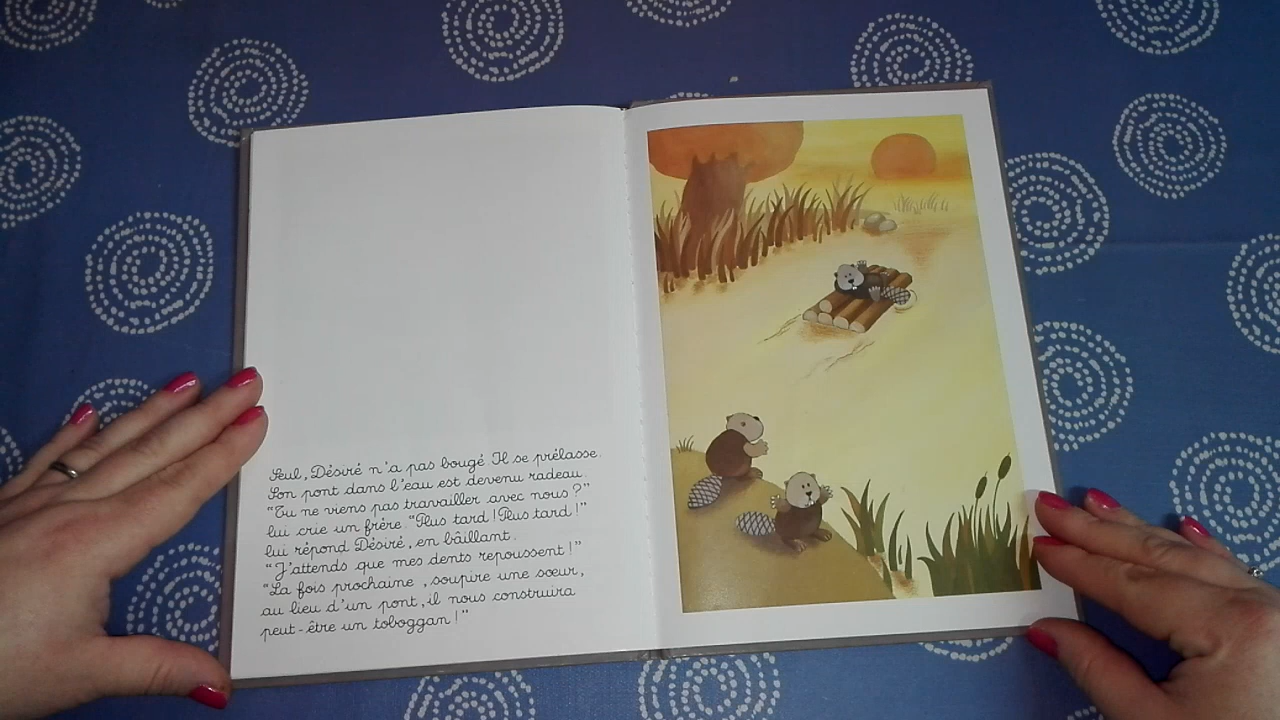 Seul, Désiré n'a pas bougé. Il se prélasse.
Son pont dans l'eau est devenu radeau.
"Tu ne viens pas travailler avec nous ?"
lui crie un frère. "Plus tard ! Plus tard !"
lui répond Désiré, en bâillant.
"J'attends que mes dents repoussent !"
"La fois prochaine, soupire une sœur,
au lieu d'un pont, il nous construira
peut-être un toboggan !"